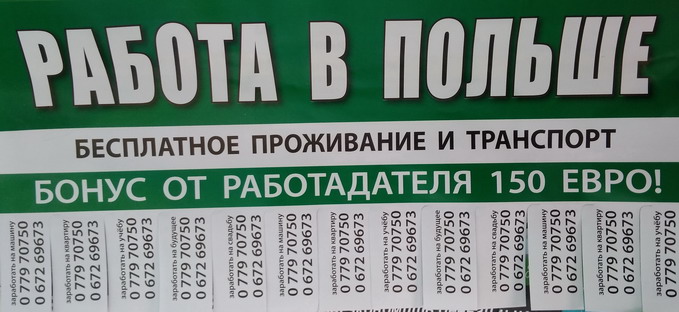 РАБОТА В ПОЛЬШЕ
БЕСПЛАТНОЕ ПРОЖИВАНИЕ И ТРАНСПОРТ
БОНУС ОТ РАБОТАДАТЕЛЯ 150 ЕВРО!
заработать на машину
0 779 70750
0 672 69673
заработать на квартиру
0 779 70750
0 672 69673
заработать на учёбу
0 779 70750
0 672 69673
заработать на будущее
0 779 70750
0 672 69673
заработать на свадьбу
0 779 70750
0 672 69673
заработать на машину
0 779 70750
0 672 69673
заработать на квартиру
0 779 70750
0 672 69673
заработать на учёбу
0 779 70750
0 672 69673
заработать на будущее
0 779 70750
0 672 69673
заработать на свадьбу
0 779 70750
0 672 69673
заработать на машину
0 779 70750
0 672 69673
заработать на квартиру
0 779 70750
0 672 69673
заработать на учёбу
0 779 70750